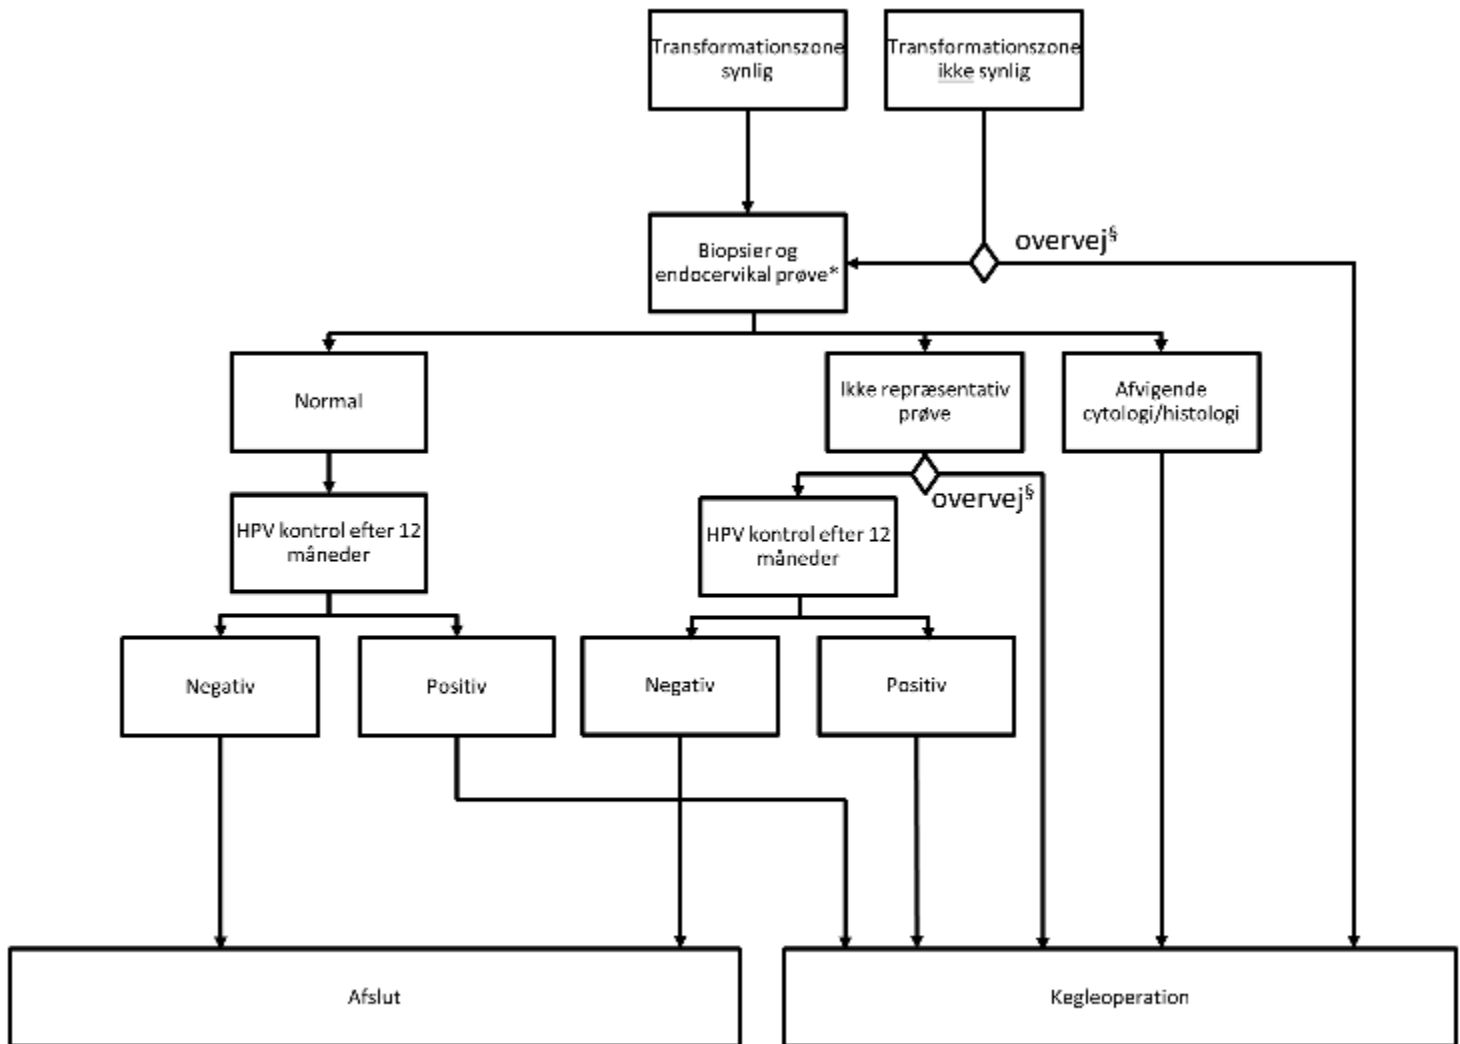 Transformationszone
synlig
Transformationszone
ikke synlig
overvej§
Biopsier og
endocervikal prøve*
Normal
Ikke repræsentativ
prøve
Afvigende
cytologi/histologi
overvej§
HPV kontrol efter 12
måneder
HPV kontrol efter 12
måneder
Negativ
Positiv
Negativ
Positiv
Afslut
Kegleoperation